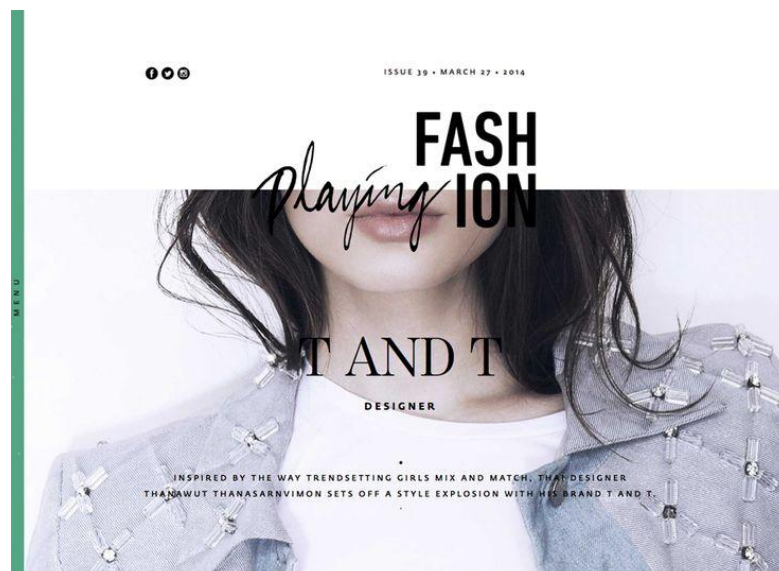 ISSUE 39 • MARCH 27 • 2014
FASH
Playing ION
MENU
T AND T
DESIGNER
INSPIRED BY THE WAY TRENDSETTING GIRLS MIX AND MATCH, THAI DESIGNER
THANAWUT THANASARNVIMON SETS OFF A STYLE EXPLOSION WITH HIS BRAND T AND T.